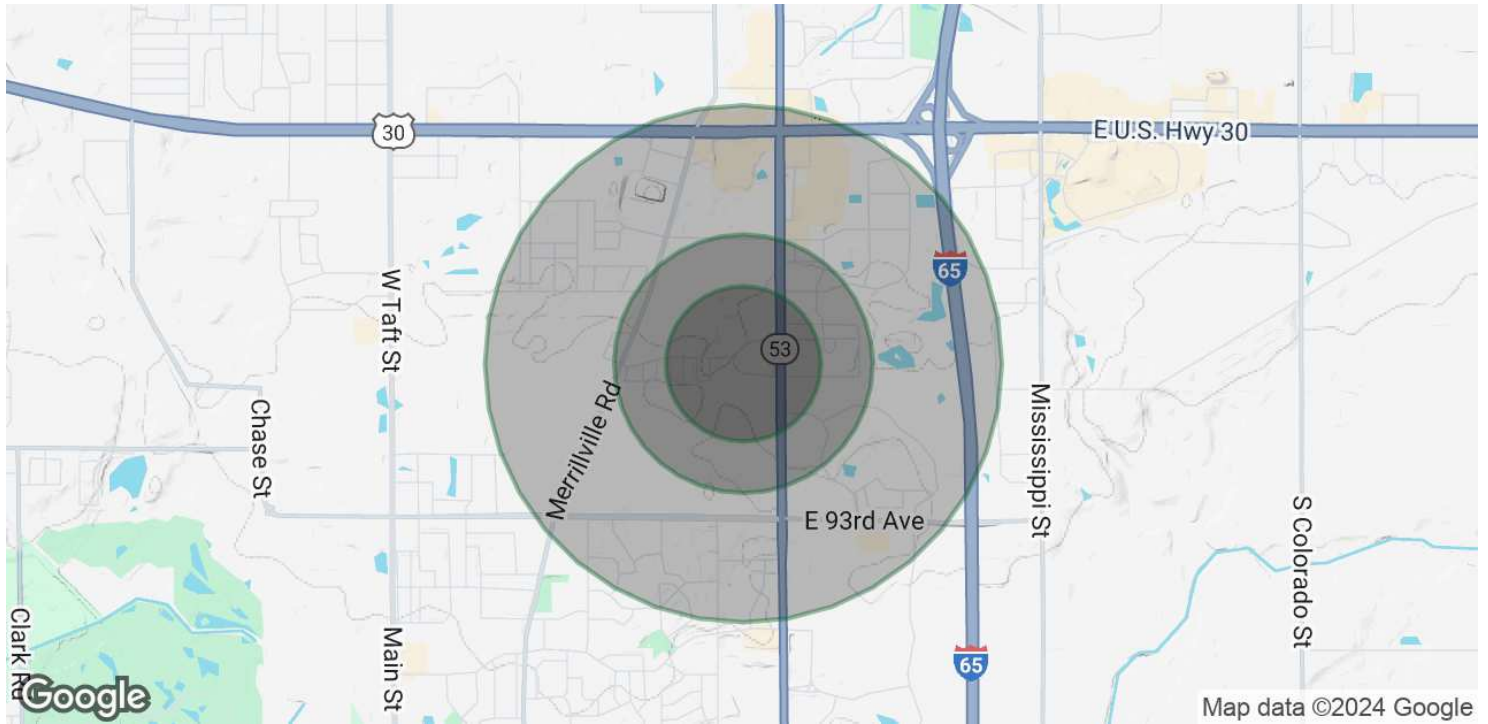 30
E U.S. Hwy 30
65
W Taft St
53
Merrillville Rd
Mississippi St
Chase St
E 93rd Ave
S Colorado St
Clark Rd
Main St
65
Google
Map data ©2024 Google